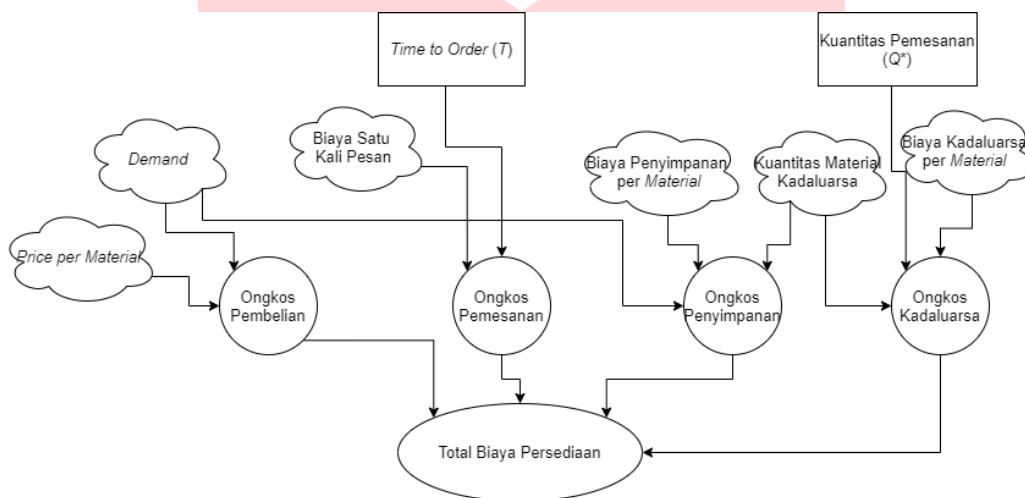 Time to Order (T)
Kuantitas Pemesanan
(Q*)
Demand
Biaya Satu
Kali Pesan
Biaya Penyimpanan
per Material
Kuantitas Material
Kadaluarsa
Biaya Kadaluarsa
per Material
Price per Material
Ongkos
Pembelian
Ongkos
Pemesanan
Ongkos
Penyimpanan
Ongkos
Kadaluarsa
Total Biaya Persediaan